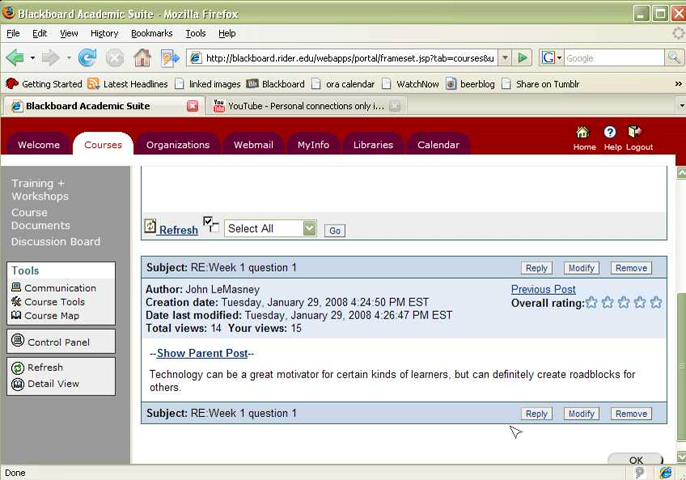 Blackboard Academic Suite - Mozilla Firefox
File Edit View History Bookmarks Tools Help
http://blackboard.rider.edu/webapps/portal/frameset.jsp?tab=courses&u
Google
Getting Started Latest Headlines linked images Blackboard ora calendar WatchNow beerblog Share on Tumblr
Blackboard Academic Suite YouTube - Personal connections only i...
Welcome Courses Organizations Webmail MyInfo Libraries Calendar
Home Help Logout
Training +
Workshops
Course
Documents
Discussion Board
Tools
Communication
Course Tools
Course Map
Control Panel
Refresh
Detail View
Refresh Select All Go
Subject: RE:Week 1 question 1 Reply Modify Remove
Author: John LeMasney Previous Post
Creation date: Tuesday, January 29, 2008 4:24:50 PM EST Overall rating:
Date last modified: Tuesday, January 29, 2008 4:26:47 PM EST
Total views: 14 Your views: 15
--Show Parent Post--
Technology can be a great motivator for certain kinds of learners, but can definitely create roadblocks for
others.
Subject: RE:Week 1 question 1 Reply Modify Remove
OK
Done